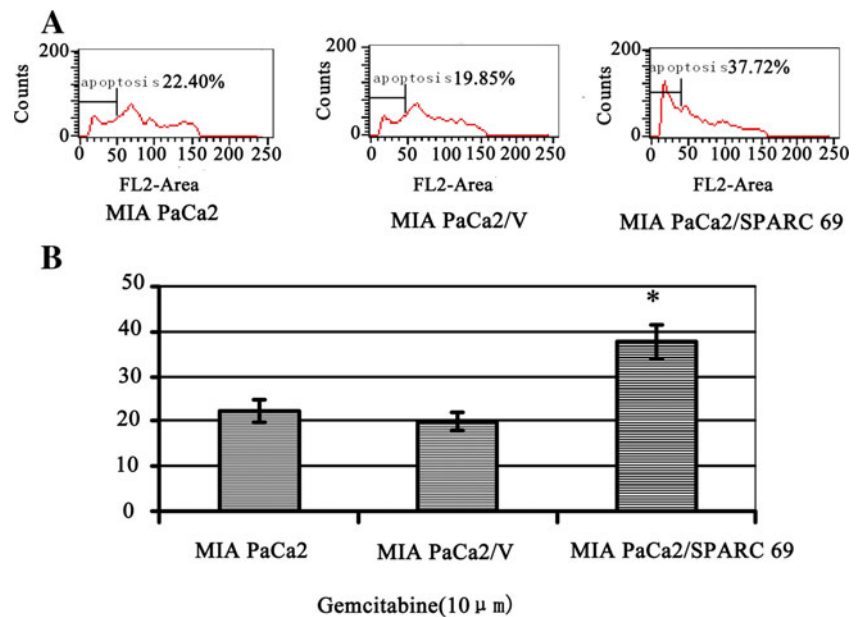 A
200
Counts
0
apoptosis 22.40%
0 50 100 150 200 250
FL2-Area
MIA PaCa2
200
Counts
0
apoptosis 19.85%
0 50 100 150 200 250
FL2-Area
MIA PaCa2/V
200
Counts
0
apoptosis 37.72%
0 50 100 150 200 250
FL2-Area
MIA PaCa2/SPARC 69
B
50
40
30
20
10
0
*
MIA PaCa2
MIA PaCa2/V
MIA PaCa2/SPARC 69
Gemcitabine(10 μm)